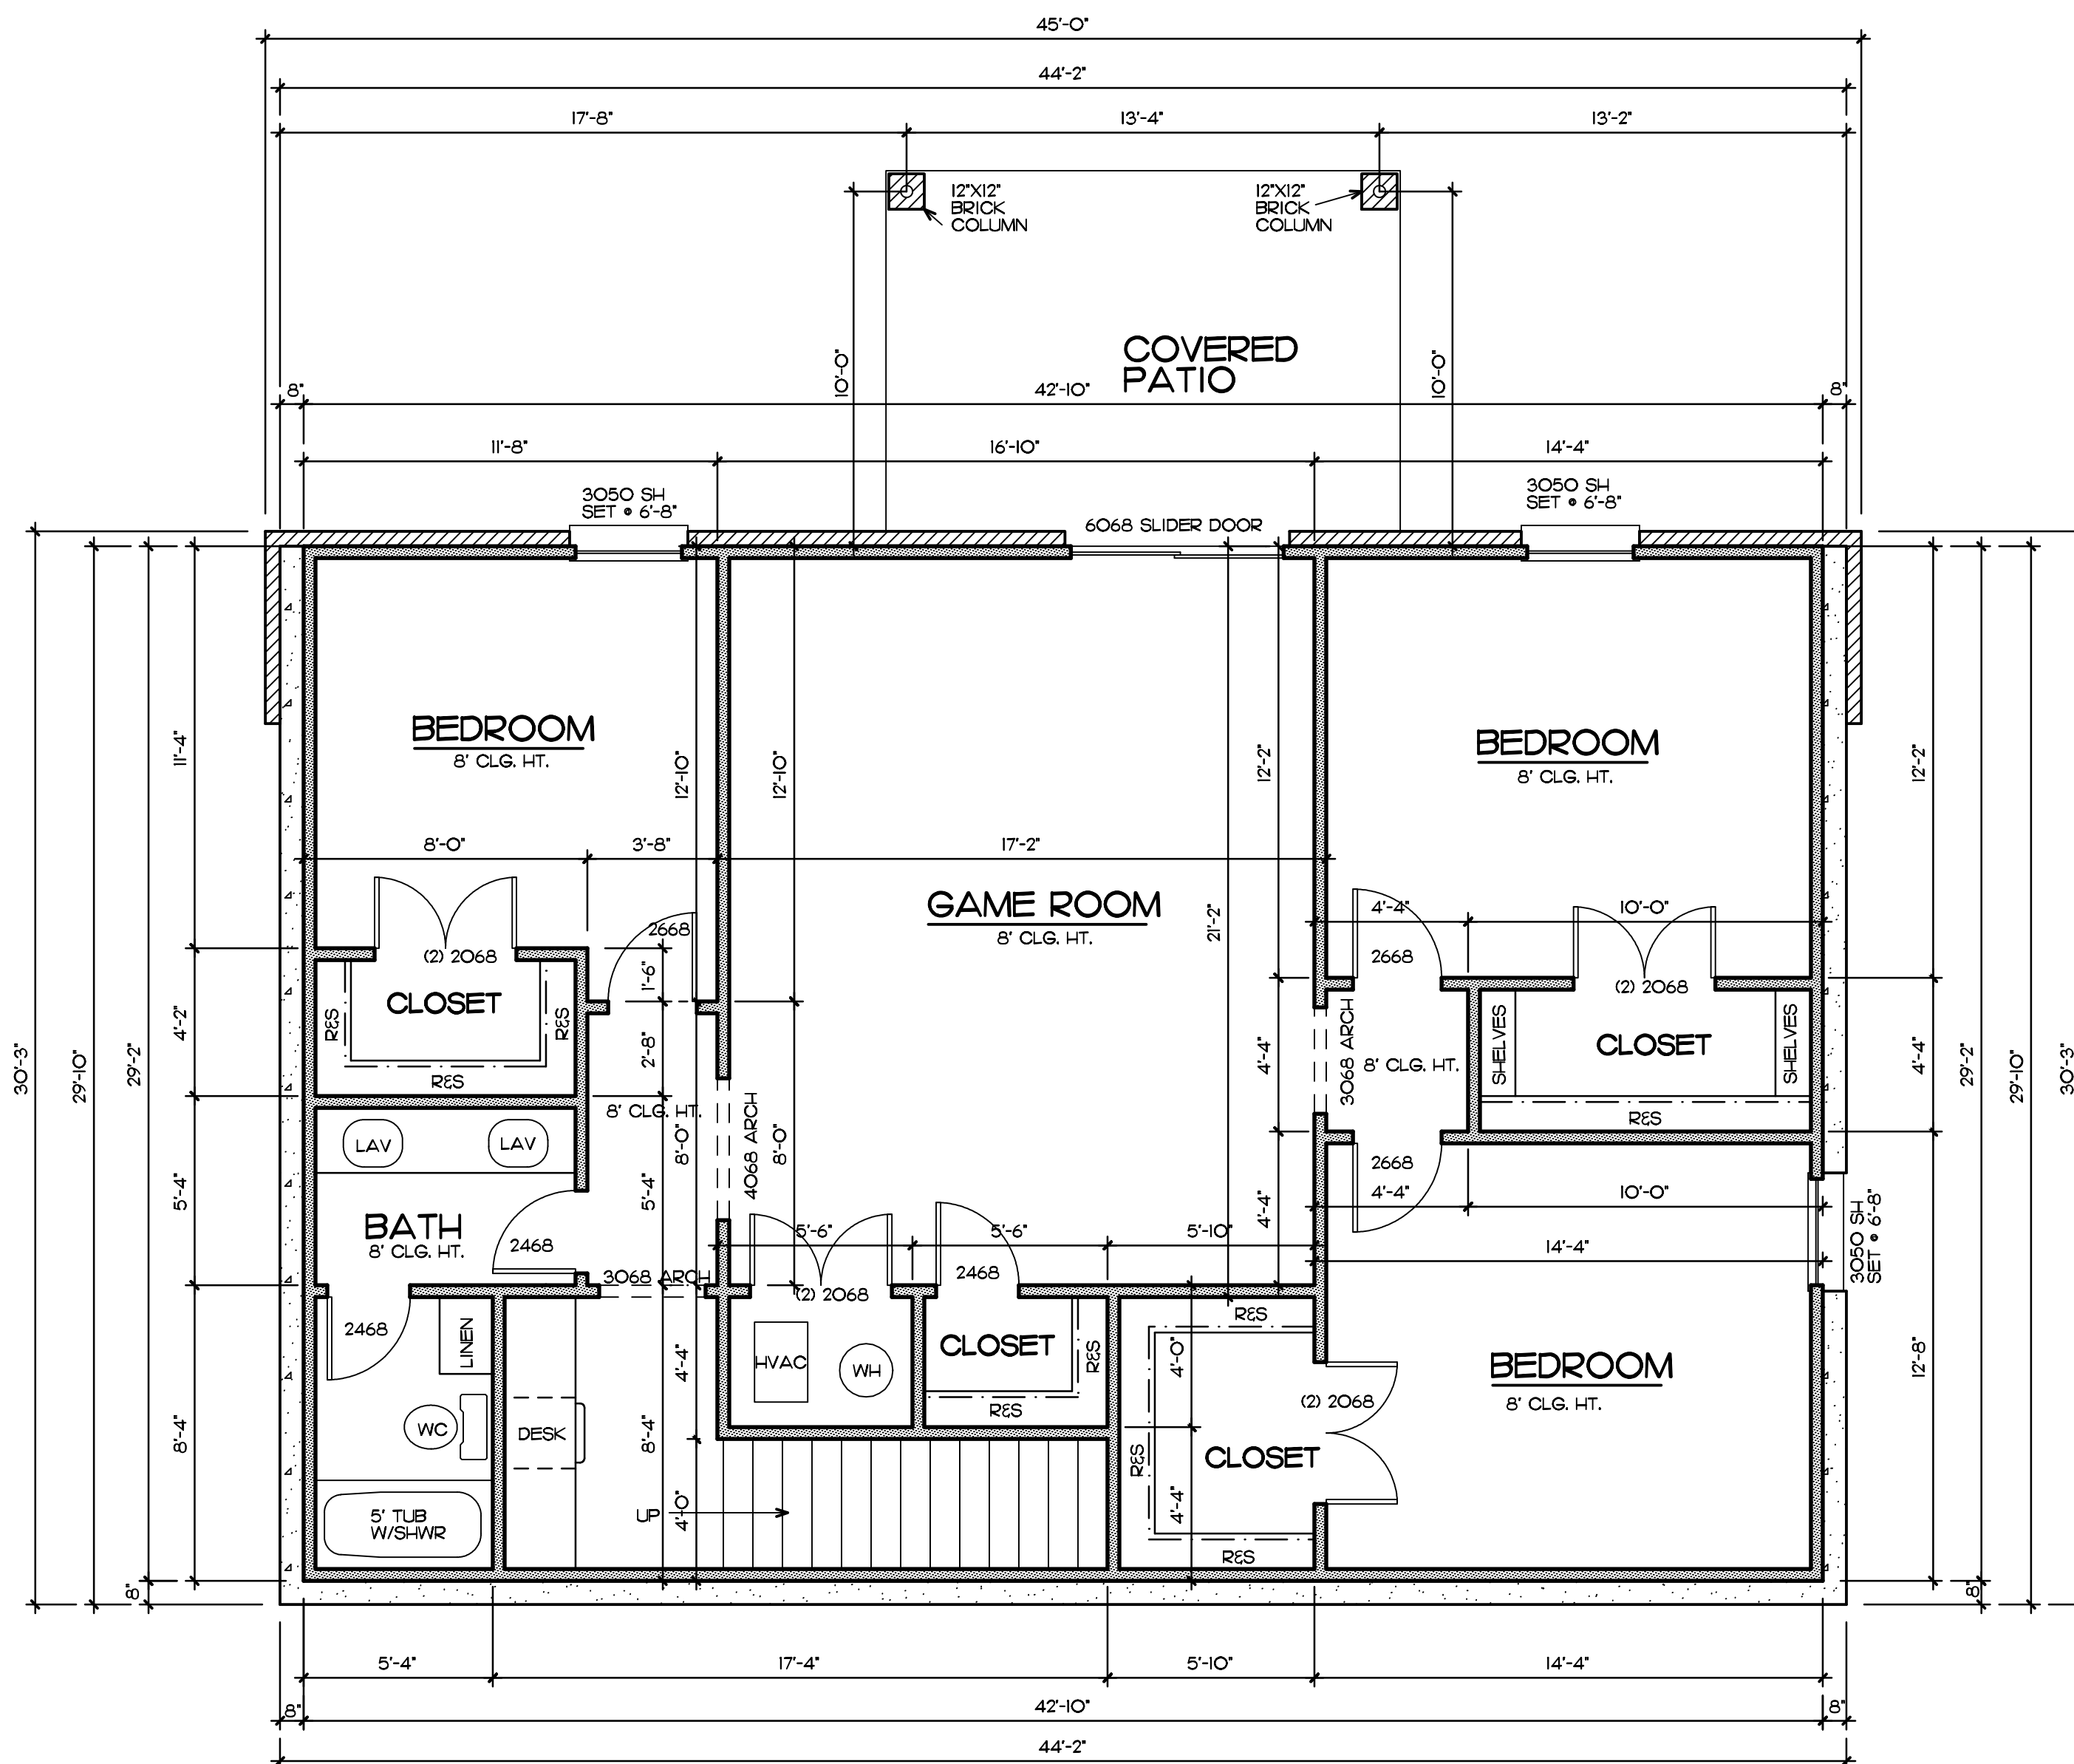 45'-0"
44'-2"
17'-8" 13'-4" 13'-2"
12"X12"
BRICK
COLUMN
12"X12"
BRICK
COLUMN
COVERED
PATIO
10'-0" 10'-0"
8" 42'-10" 8"
11'-8" 16'-10" 14'-4"
3050 SH
SET @ 6'-8"
6068 SLIDER DOOR
3050 SH
SET @ 6'-8"
BEDROOM
8' CLG. HT.
BEDROOM
8' CLG. HT.
11'-4" 12'-10" 12'-10" 12'-2" 12'-2"
8'-0" 3'-8" 17'-2"
GAME ROOM
8' CLG. HT.
21'-2"
2668
4'-4" 10'-0"
(2) 2068
2668
(2) 2068
CLOSET
R&S
R&S
R&S
1'-6"
4'-2"
2'-8"
3068 ARCH
8' CLG. HT.
SHELVES
CLOSET
SHELVES
R&S
4'-4"
4'-4"
30'-3"
29'-10"
29'-2"
29'-2"
29'-10"
30'-3"
8' CLG. HT.
8'-0"
4068 ARCH
8'-0"
LAV
LAV
2668
4'-4" 10'-0"
5'-4"
5'-4"
4'-4"
BATH
8' CLG. HT.
2468
5'-6" 5'-6" 5'-10"
14'-4"
3050 SH
SET @ 6'-8"
3068 ARCH
(2) 2068
2468
2468
LINEN
HVAC
WH
CLOSET
R&S
R&S
R&S
4'-4"
4'-0"
BEDROOM
8' CLG. HT.
12'-8"
(2) 2068
WC
DESK
8'-4"
8'-4"
CLOSET
R&S
4'-4"
R&S
5' TUB
W/SHWR
UP
4'-0"
8"
8"
5'-4" 17'-4" 5'-10" 14'-4"
8" 42'-10" 8"
44'-2"